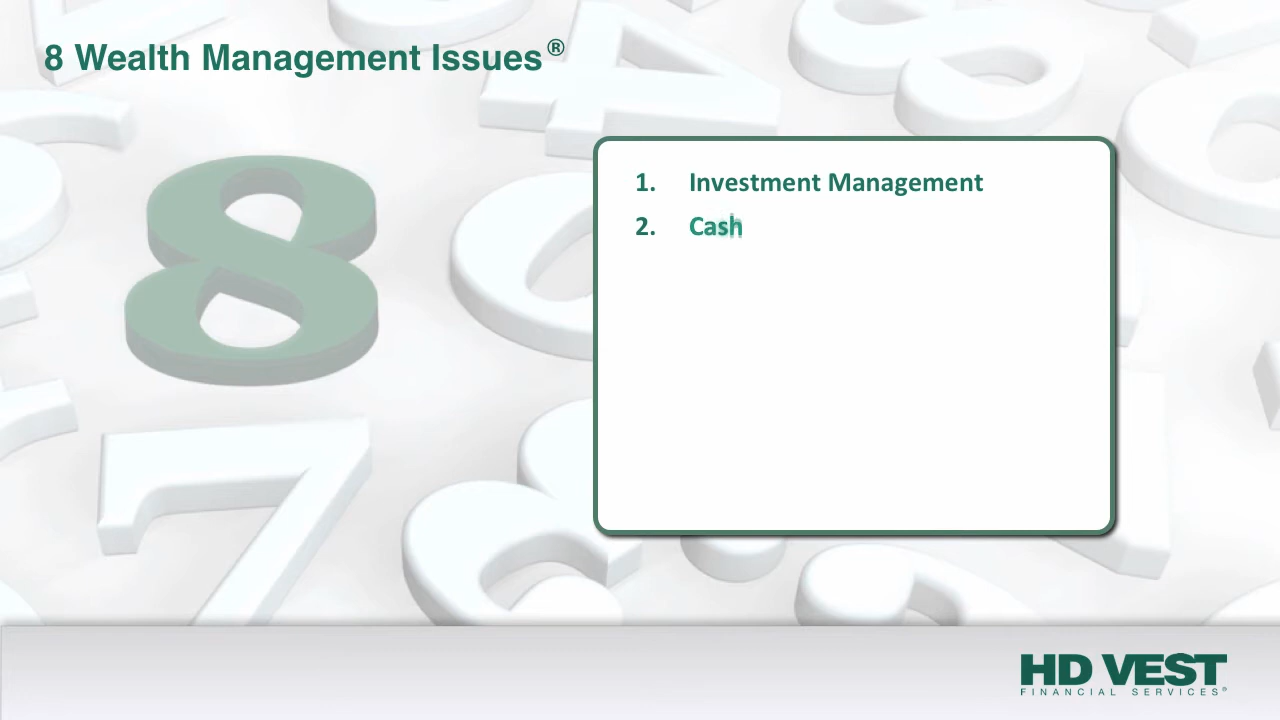 8 Wealth Management Issues®
1. Investment Management
2. Cash
HD VEST
FINANCIAL SERVICES®